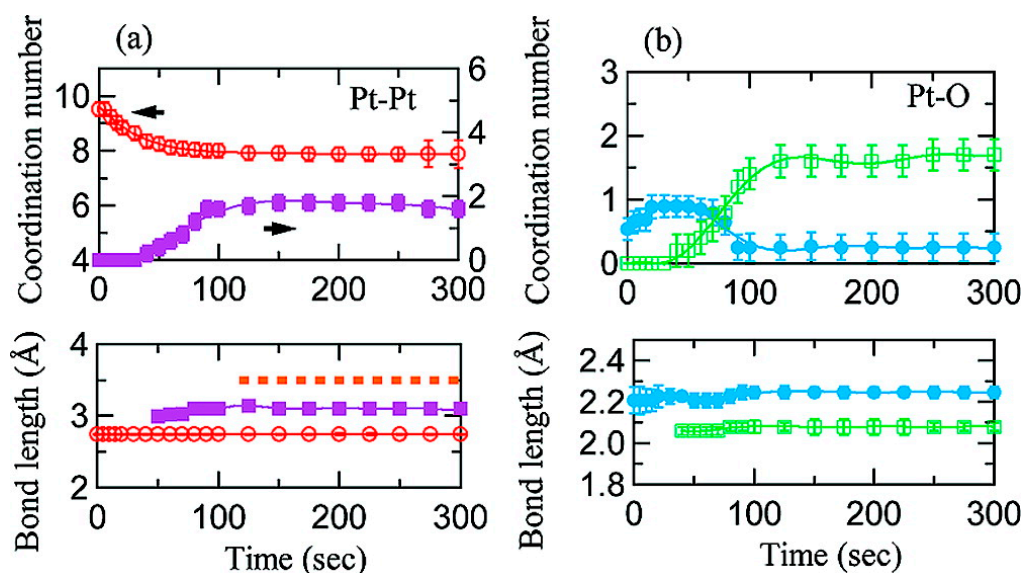 (a)
Coordination number
10
8
6
4
6
4
2
0
Pt-Pt
0 100 200 300
Bond length (Å)
4
3
2
0 100 200 300
Time (sec)
(b)
Coordination number
3
2
1
0
Pt-O
0 100 200 300
Bond length (Å)
2.4
2.2
2.0
1.8
0 100 200 300
Time (sec)